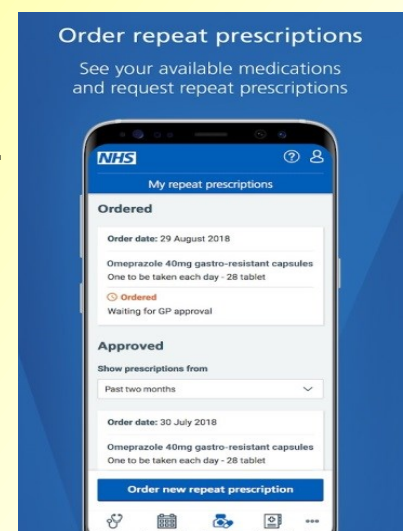 Order repeat prescriptions
See your available medications
and request repeat prescriptions
NHS
My repeat prescriptions
Ordered
Order date: 29 August 2018
Omeprazole 40mg gastro-resistant capsules
One to be taken each day - 28 tablet
Ordered
Waiting for GP approval
Approved
Show prescriptions from
Past two months
Order date: 30 July 2018
Omeprazole 40mg gastro-resistant capsules
One to be taken each day - 28 tablet
Order new repeat prescription